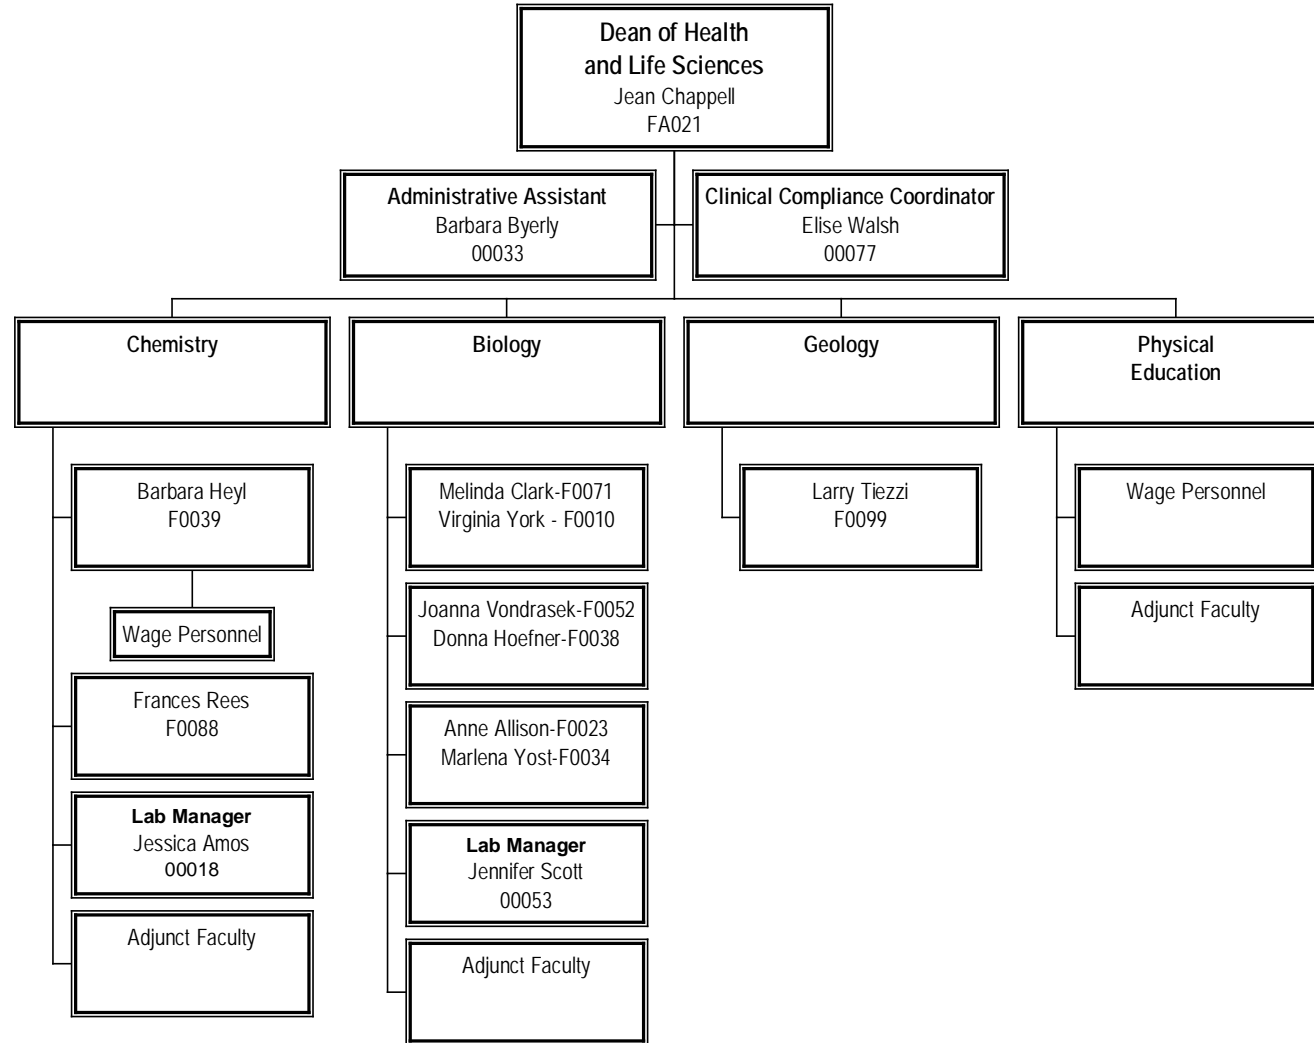 Dean of Health
and Life Sciences
Jean Chappell
FA021
Administrative Assistant
Barbara Byerly
00033
Clinical Compliance Coordinator
Elise Walsh
00077
Chemistry
Barbara Heyl
F0039
Wage Personnel
Frances Rees
F0088
Lab Manager
Jessica Amos
00018
Adjunct Faculty
Biology
Melinda Clark-F0071
Virginia York - F0010
Joanna Vondrasek-F0052
Donna Hoefner-F0038
Anne Allison-F0023
Marlena Yost-F0034
Lab Manager
Jennifer Scott
00053
Adjunct Faculty
Geology
Larry Tiezzi
F0099
Physical
Education
Wage Personnel
Adjunct Faculty